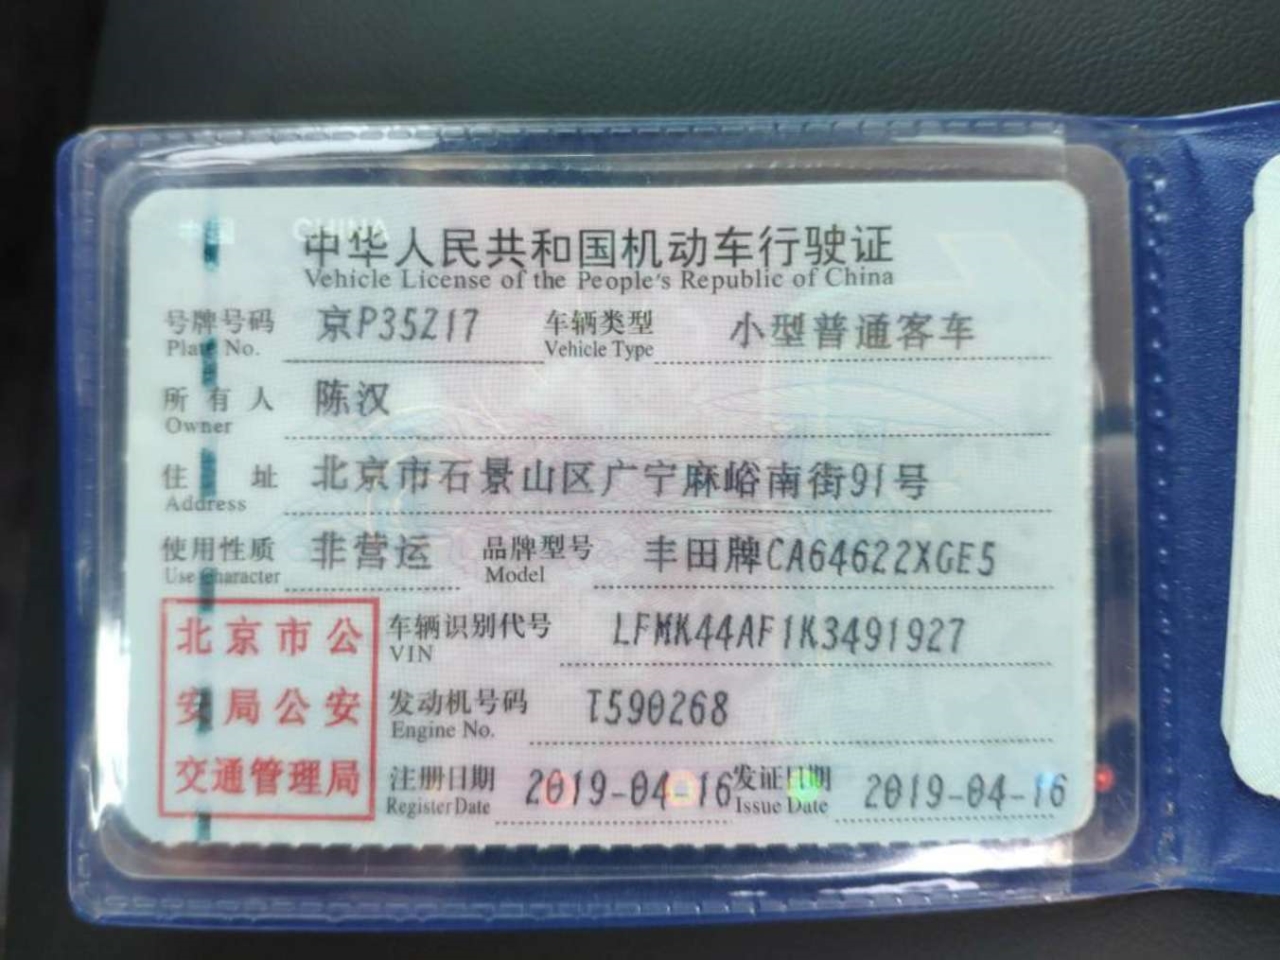 中国 CHINA
中华人民共和国机动车行驶证
Vehicle License of the People's Republic of China
号牌号码 京P35217 车辆类型 小型普通客车
Plate No. Vehicle Type
所有人 陈汉
Owner
住址 北京市石景山区广宁麻峪南街91号
Address
使用性质 非营运 品牌型号 丰田牌CA64622XGE5
Use Character Model
车辆识别代号 LFMK44AF1K3491927
VIN
发动机号码 T590268
Engine No.
注册日期 2019-04-16 发证日期 2019-04-16
Register Date Issue Date
北京市公
安局公安
交通管理局